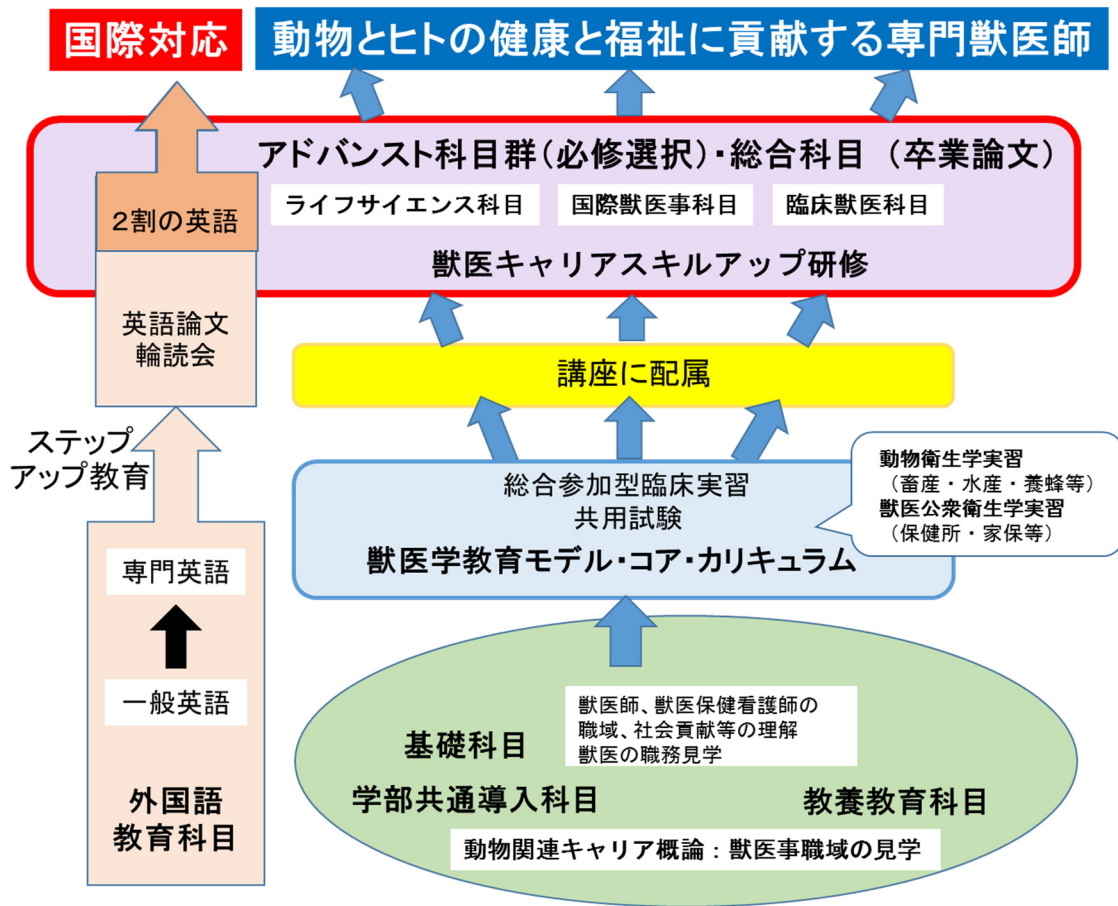 国際対応
動物とヒトの健康と福祉に貢献する専門獣医師
アドバンスト科目群(必修選択)・総合科目 (卒業論文)
ライフサイエンス科目
国際獣医事科目
臨床獣医科目
獣医キャリアスキルアップ研修
2割の英語
英語論文
輪読会
講座に配属
ステップ
アップ教育
総合参加型臨床実習
共用試験
獣医学教育モデル・コア・カリキュラム
動物衛生学実習
(畜産・水産・養蜂等)
獣医公衆衛生学実習
(保健所・家保等)
専門英語
一般英語
外国語
教育科目
獣医師、獣医保健看護師の
職域、社会貢献等の理解
獣医の職務見学
基礎科目
学部共通導入科目
教養教育科目
動物関連キャリア概論:獣医事職域の見学